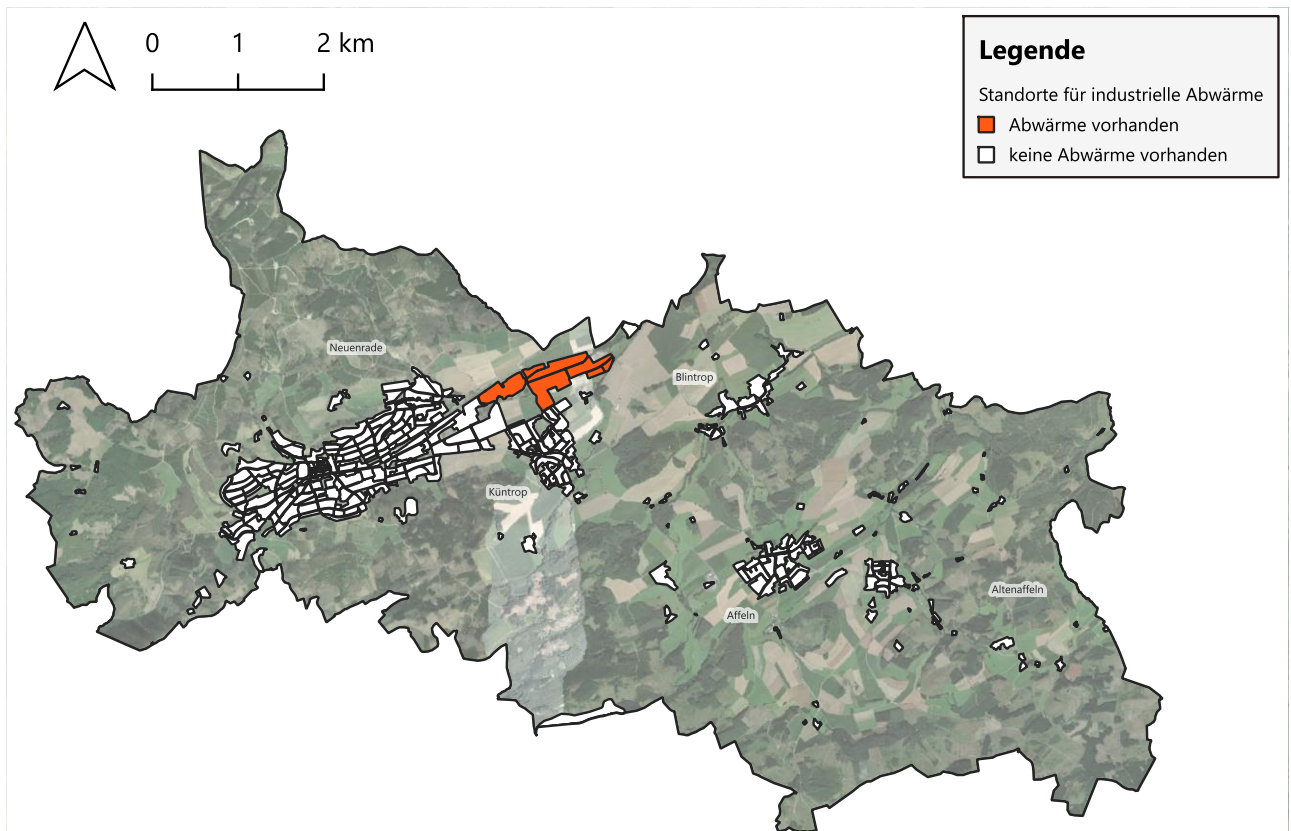 0 1 2 km
Legende
Standorte für industrielle Abwärme
Abwärme vorhanden
keine Abwärme vorhanden
Neuenrade
Blintrop
Küntrop
Affeln
Altenaffeln